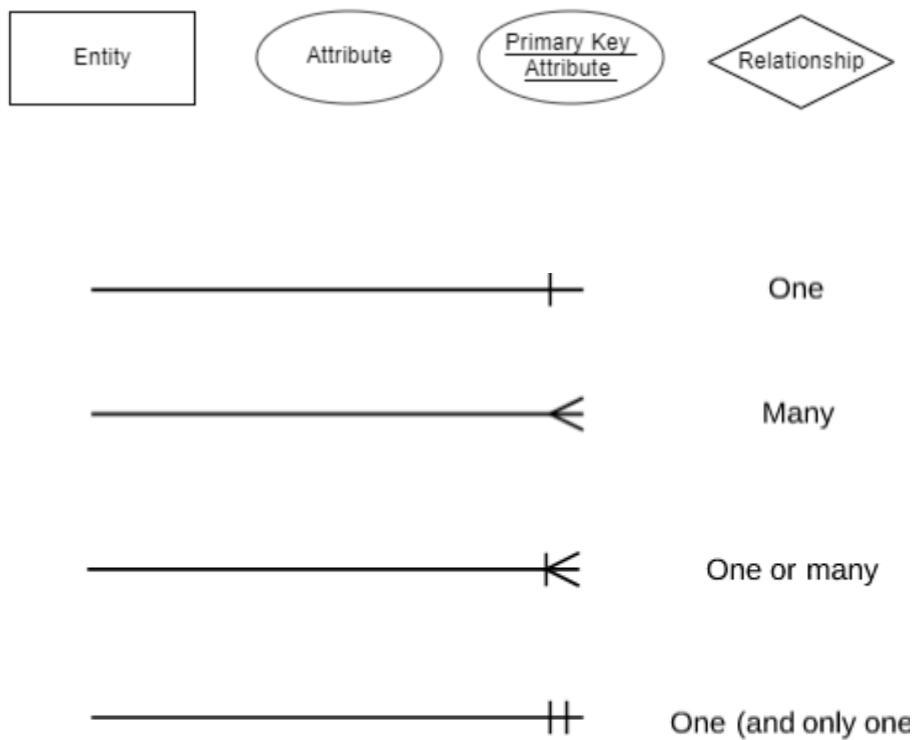 Entity
Attribute
Primary Key
Attribute
Relationship
One
Many
One or many
One (and only one